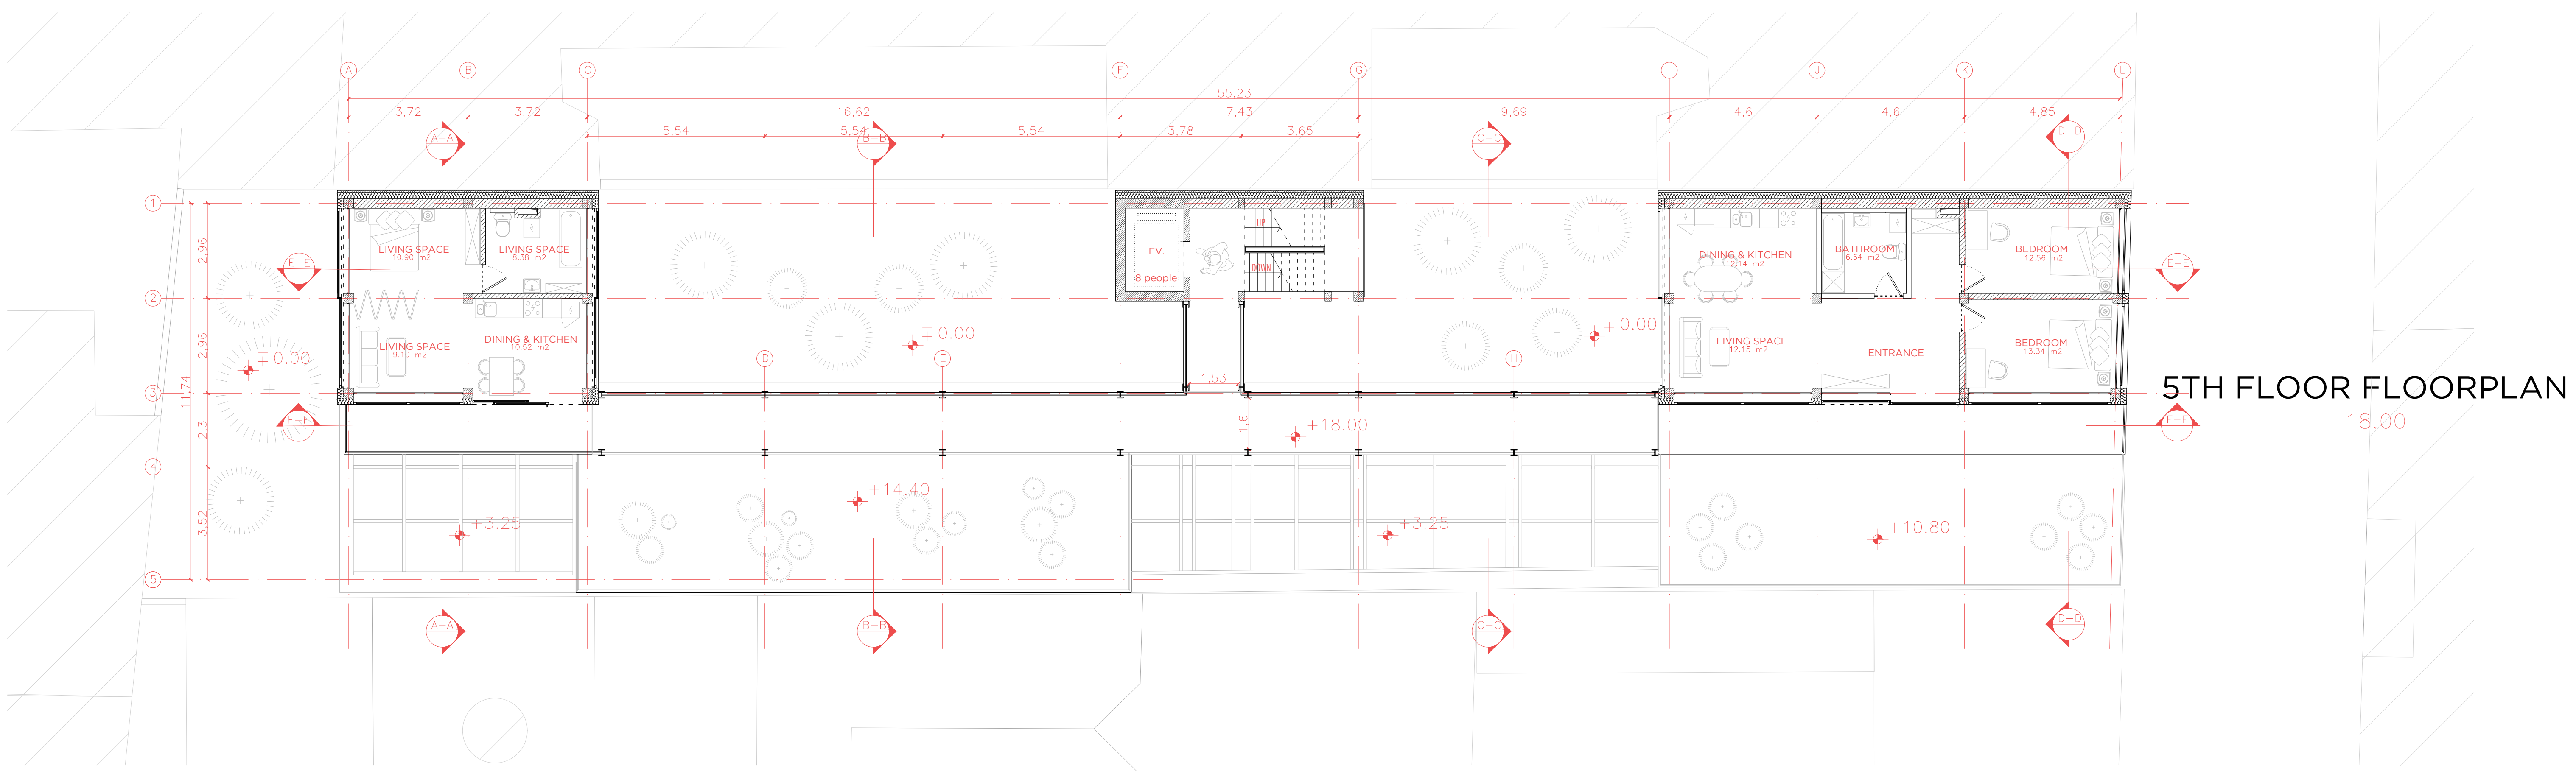 A B C F G I J K L
55,23
3,72 3,72 16,62 7,43 9,69 4,6 4,6 4,85
5,54 5,54 5,54 3,78 3,65
A-A B-B C-C D-D
1
2
3
4
5
2,96
2,96
11,74
2,3
3,52
E-E
F-F
∓0.00
LIVING SPACE
10.90 m2
LIVING SPACE
8.38 m2
LIVING SPACE
9.10 m2
DINING & KITCHEN
10.52 m2
∓0.00
D E H
EV.
8 people
UP
DOWN
1,53
1,6
+18.00
∓0.00
DINING & KITCHEN
12.14 m2
BATHROOM
6.64 m2
BEDROOM
12.56 m2
LIVING SPACE
12.15 m2
ENTRANCE
BEDROOM
13.34 m2
E-E
F-F
5TH FLOOR FLOORPLAN
+18.00
+3.25
+14.40
+3.25
+10.80
A-A B-B C-C D-D